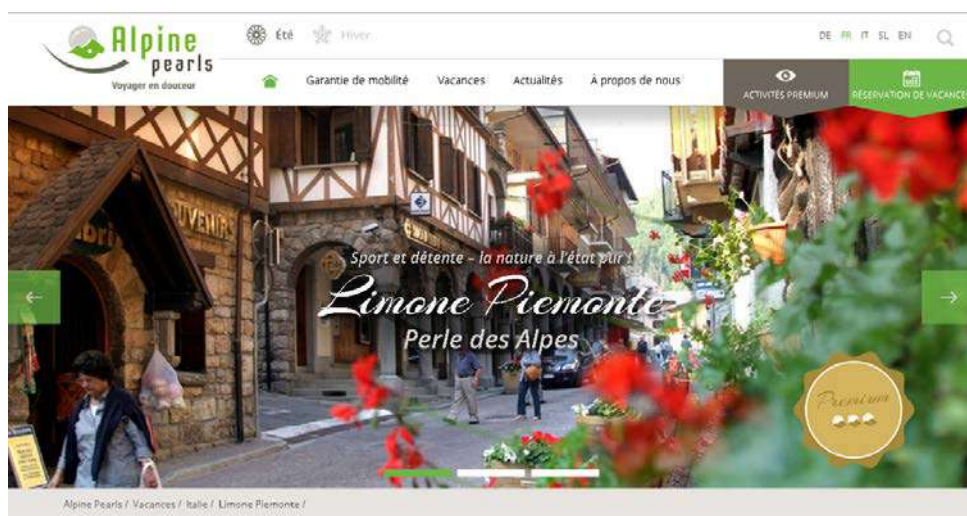 Alpine
pearls
Voyager en douceur
Été
Hiver
DE FR IT SL EN
Garantie de mobilité
Vacances
Actualités
À propos de nous
ACTIVITÉS PREMIUM
RÉSERVATION DE VACANCE
SOUVENIRS
Sport et détente – la nature à l'état pur !
Limone Piemonte
Perle des Alpes
Premium
Alpine Pearls / Vacances / Italie / Limone Piemonte /